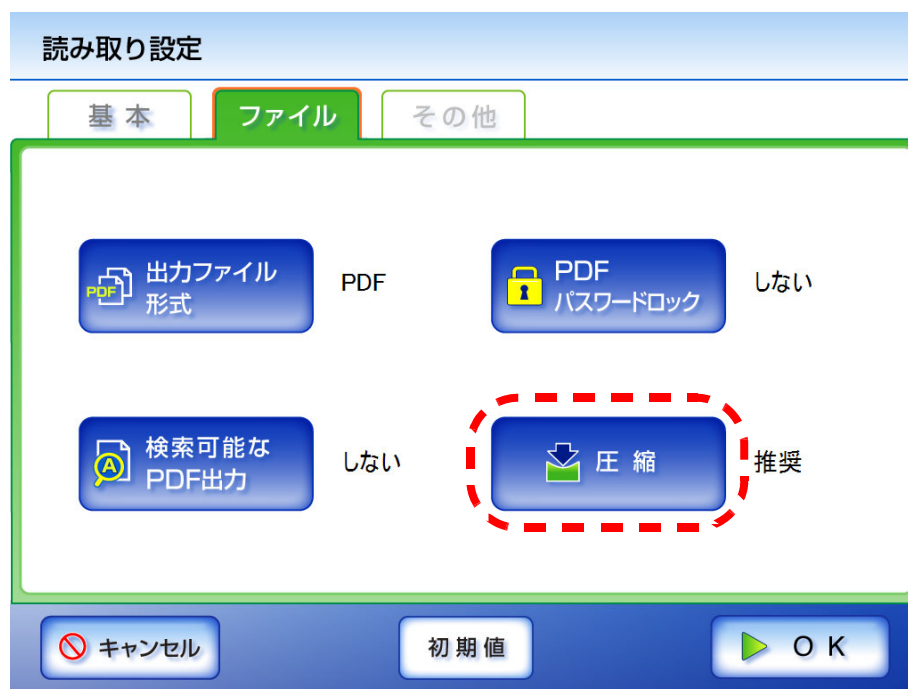 読み取り設定
基本 ファイル その他
出力ファイル
形式
PDF
PDF
パスワードロック
しない
検索可能な
PDF出力
しない
圧縮
推奨
キャンセル 初期値 OK